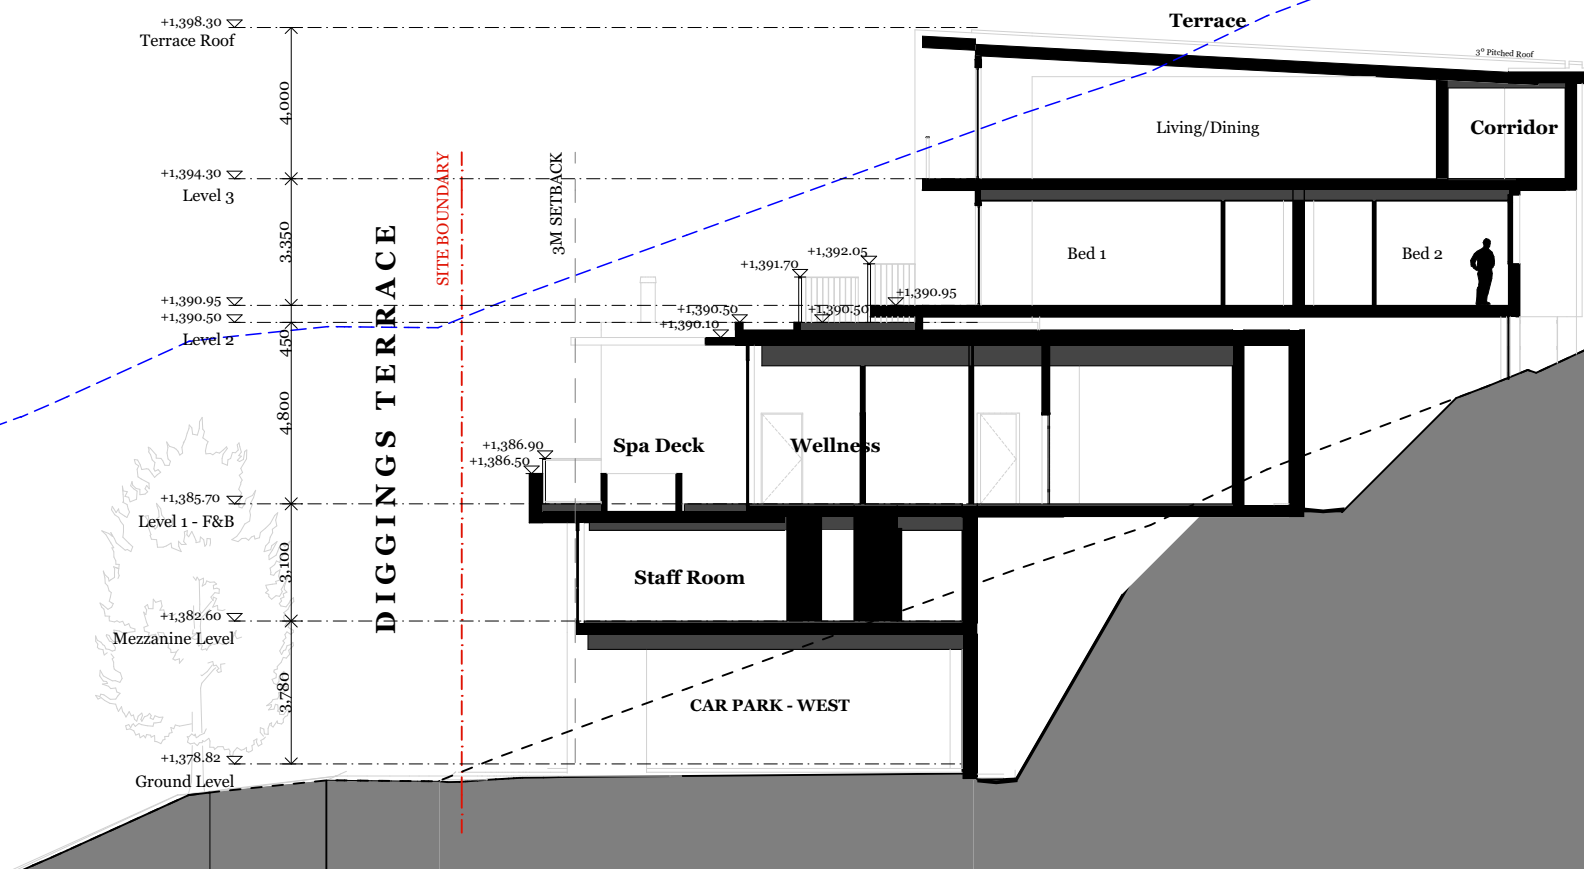 +1,398.30
Terrace Roof
Terrace
3° Pitched Roof
4,000
Living/Dining
Corridor
+1,394.30
Level 3
SITE BOUNDARY
3M SETBACK
3,350
DIGGINGS TERRACE
Bed 1
Bed 2
+1,392.05
+1,391.70
+1,390.95
+1,390.95
+1,390.50
+1,390.50
+1,390.50
+1,390.10
Level 2
450
4,800
Spa Deck
Wellness
+1,386.90
+1,386.50
+1,385.70
Level 1 - F&B
3,100
Staff Room
+1,382.60
Mezzanine Level
3,780
CAR PARK - WEST
+1,378.82
Ground Level